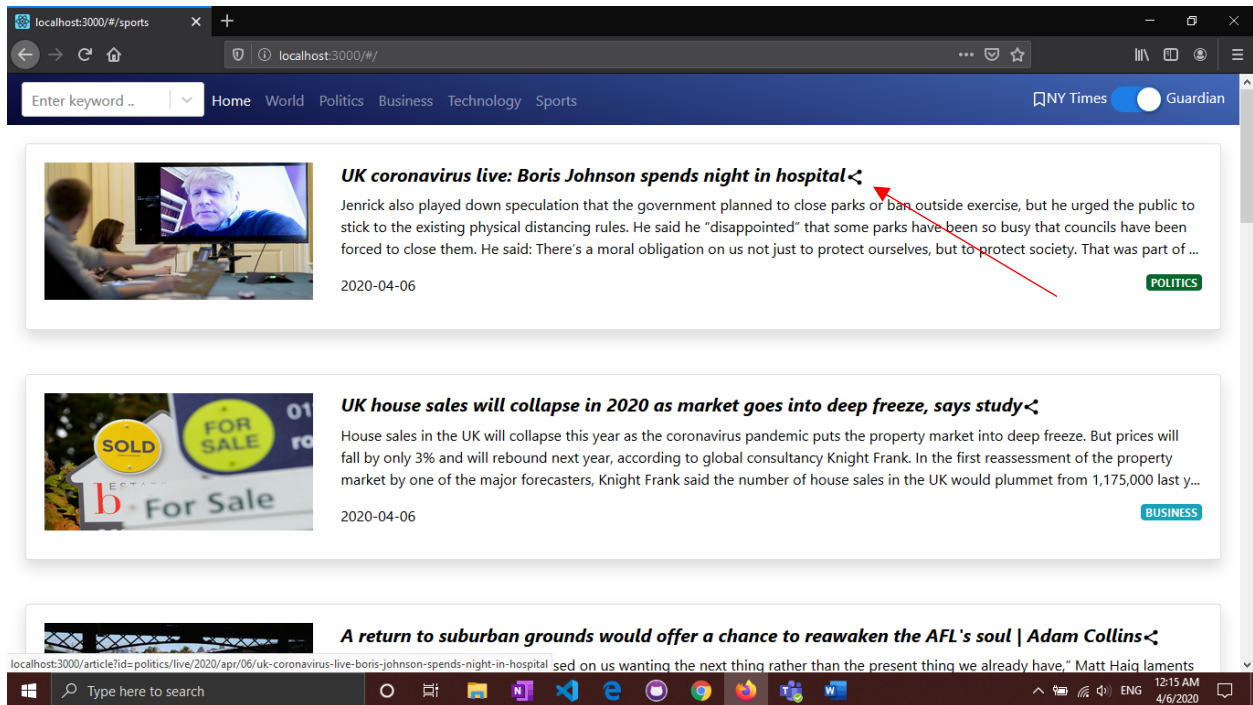 localhost:3000/#/sports
localhost:3000/#/
Enter keyword .. Home World Politics Business Technology Sports NY Times Guardian
UK coronavirus live: Boris Johnson spends night in hospital
Jenrick also played down speculation that the government planned to close parks or ban outside exercise, but he urged the public to
stick to the existing physical distancing rules. He said he “disappointed” that some parks have been so busy that councils have been
forced to close them. He said: There’s a moral obligation on us not just to protect ourselves, but to protect society. That was part of ...
2020-04-06
POLITICS
SOLD
FOR
SALE
01
ro
b
EST
For Sale
UK house sales will collapse in 2020 as market goes into deep freeze, says study
House sales in the UK will collapse this year as the coronavirus pandemic puts the property market into deep freeze. But prices will
fall by only 3% and will rebound next year, according to global consultancy Knight Frank. In the first reassessment of the property
market by one of the major forecasters, Knight Frank said the number of house sales in the UK would plummet from 1,175,000 last y...
2020-04-06
BUSINESS
A return to suburban grounds would offer a chance to reawaken the AFL's soul | Adam Collins
sed on us wanting the next thing rather than the present thing we already have,” Matt Haig laments
localhost:3000/article?id=politics/live/2020/apr/06/uk-coronavirus-live-boris-johnson-spends-night-in-hospital
Type here to search
ENG
12:15 AM
4/6/2020